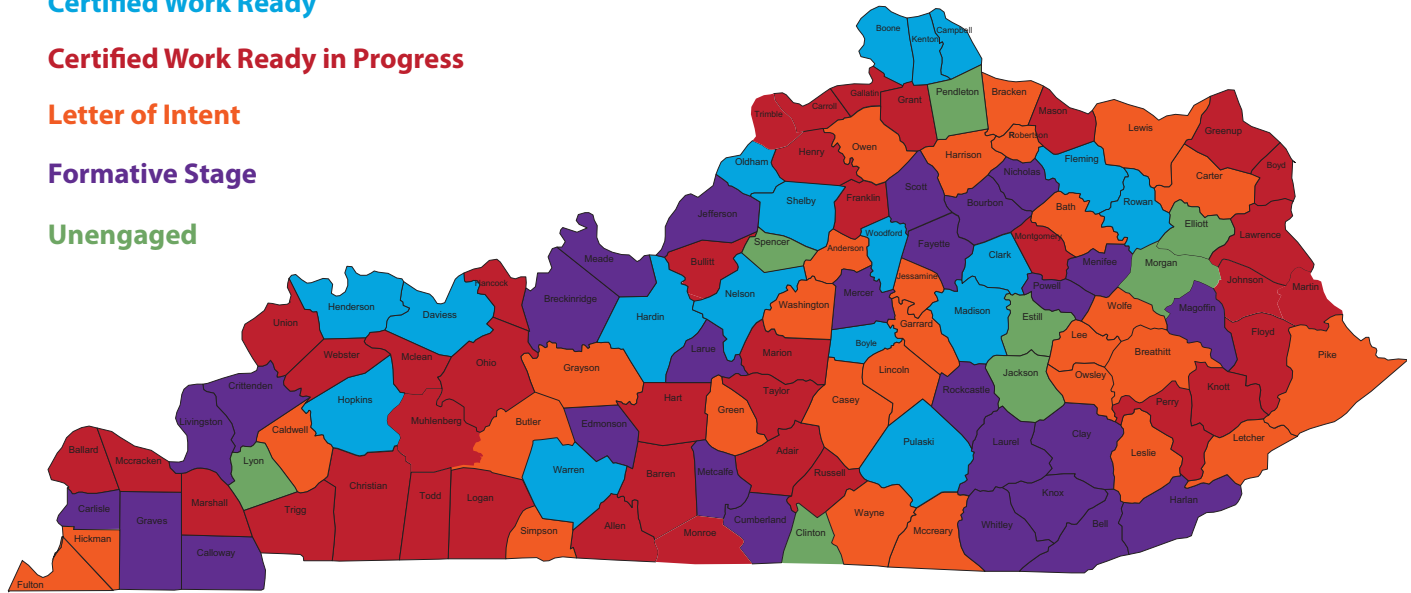 Certified Work Ready
Certified Work Ready in Progress
Letter of Intent
Formative Stage
Unengaged
Boone
Kenton
Campbell
Gallatin
Grant
Pendleton
Bracken
Carroll
Trimble
Mason
Robertson
Lewis
Greenup
Owen
Henry
Harrison
Fleming
Nicholas
Carter
Boyd
Oldham
Scott
Shelby
Franklin
Bourbon
Bath
Rowan
Elliott
Jefferson
Woodford
Montgomery
Lawrence
Spencer
Anderson
Fayette
Clark
Menifee
Morgan
Meade
Bullitt
Jessamine
Powell
Johnson
Martin
Hancock
Breckinridge
Nelson
Mercer
Washington
Henderson
Daviess
Hardin
Madison
Estill
Wolfe
Magoffin
Union
Garrard
Lee
Floyd
Boyle
Larue
Marion
Breathitt
Pike
Webster
Mclean
Ohio
Grayson
Lincoln
Jackson
Owsley
Crittenden
Hopkins
Hart
Taylor
Rockcastle
Knott
Casey
Perry
Livingston
Caldwell
Muhlenberg
Butler
Edmonson
Green
Pulaski
Laurel
Clay
Letcher
Ballard
Mccracken
Lyon
Adair
Leslie
Warren
Barren
Metcalfe
Russell
Christian
Todd
Logan
Knox
Harlan
Carlisle
Marshall
Trigg
Graves
Wayne
Hickman
Simpson
Allen
Monroe
Cumberland
Clinton
Mccreary
Whitley
Bell
Calloway
Fulton